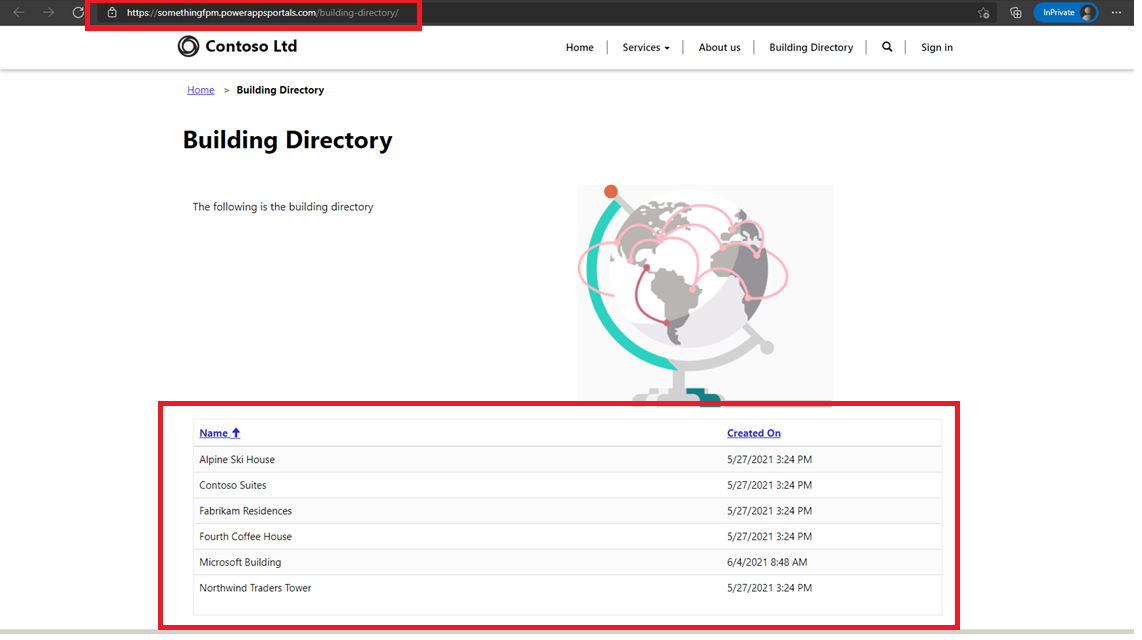 https://somethingfpm.powerappsportals.com/building-directory/
InPrivate
Contoso Ltd
Home
Services
About us
Building Directory
Sign in
Home > Building Directory
Building Directory
The following is the building directory
Name Created On
Alpine Ski House 5/27/2021 3:24 PM
Contoso Suites 5/27/2021 3:24 PM
Fabrikam Residences 5/27/2021 3:24 PM
Fourth Coffee House 5/27/2021 3:24 PM
Microsoft Building 6/4/2021 8:48 AM
Northwind Traders Tower 5/27/2021 3:24 PM